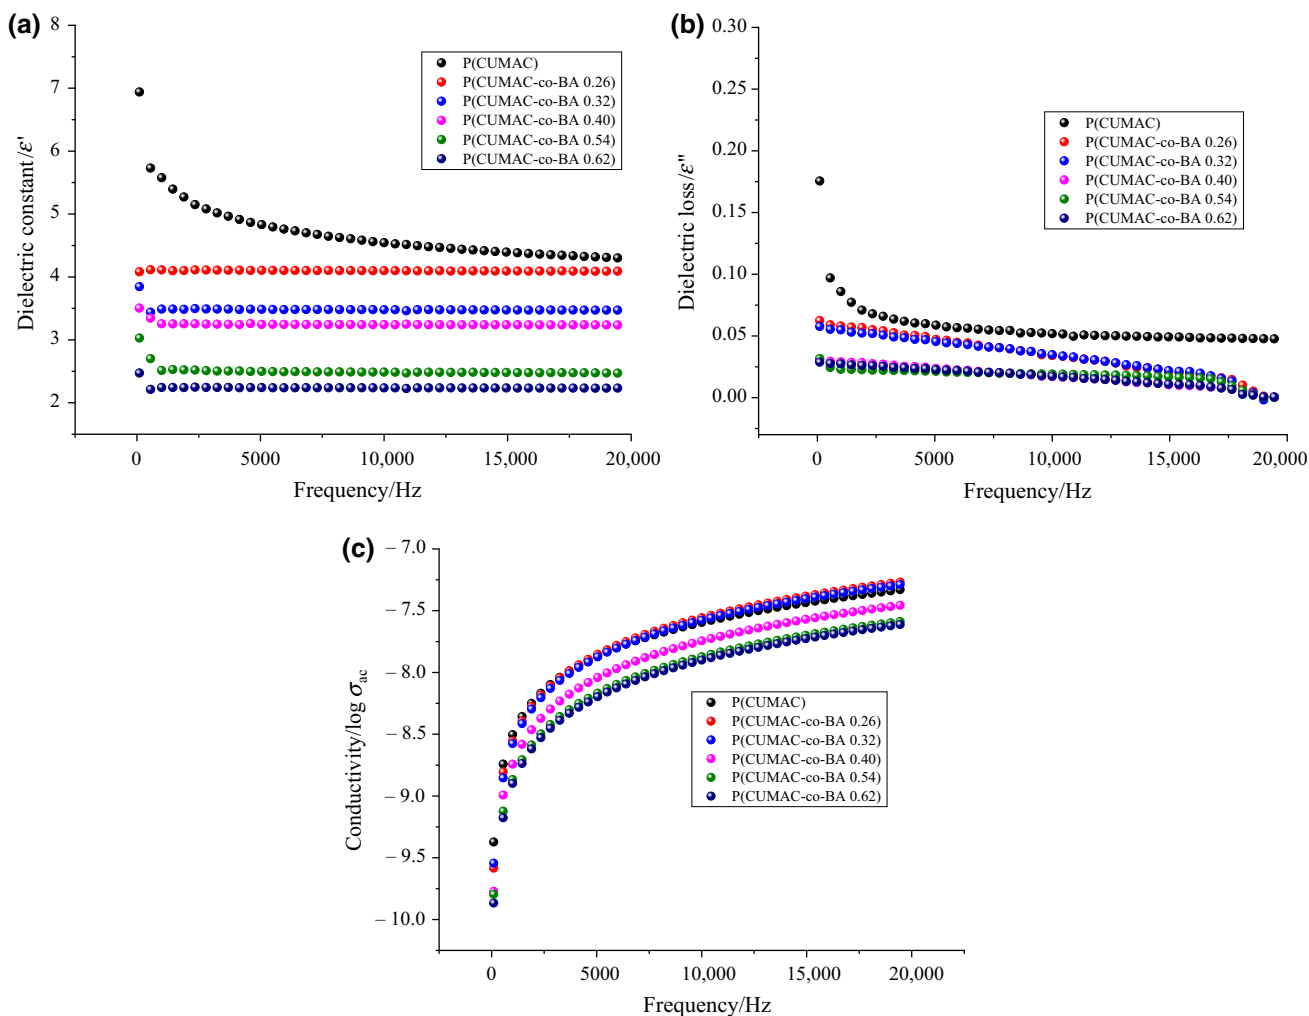 (a)
8
7
6
5
4
3
2
Dielectric constant/ε'
P(CUMAC)
P(CUMAC-co-BA 0.26)
P(CUMAC-co-BA 0.32)
P(CUMAC-co-BA 0.40)
P(CUMAC-co-BA 0.54)
P(CUMAC-co-BA 0.62)
0 5000 10,000 15,000 20,000
Frequency/Hz
(b)
0.30
0.25
0.20
0.15
0.10
0.05
0.00
Dielectric loss/ε''
P(CUMAC)
P(CUMAC-co-BA 0.26)
P(CUMAC-co-BA 0.32)
P(CUMAC-co-BA 0.40)
P(CUMAC-co-BA 0.54)
P(CUMAC-co-BA 0.62)
0 5000 10,000 15,000 20,000
Frequency/Hz
(c)
– 7.0
– 7.5
– 8.0
– 8.5
– 9.0
– 9.5
– 10.0
Conductivity/log σac
P(CUMAC)
P(CUMAC-co-BA 0.26)
P(CUMAC-co-BA 0.32)
P(CUMAC-co-BA 0.40)
P(CUMAC-co-BA 0.54)
P(CUMAC-co-BA 0.62)
0 5000 10,000 15,000 20,000
Frequency/Hz